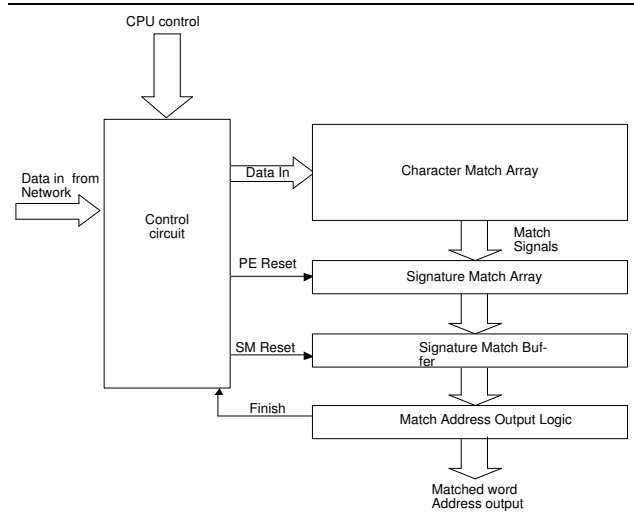 CPU control
Data in from
Network
Control
circuit
Data In
Character Match Array
Match
Signals
PE Reset
Signature Match Array
SM Reset
Signature Match Buf-
fer
Finish
Match Address Output Logic
Matched word
Address output